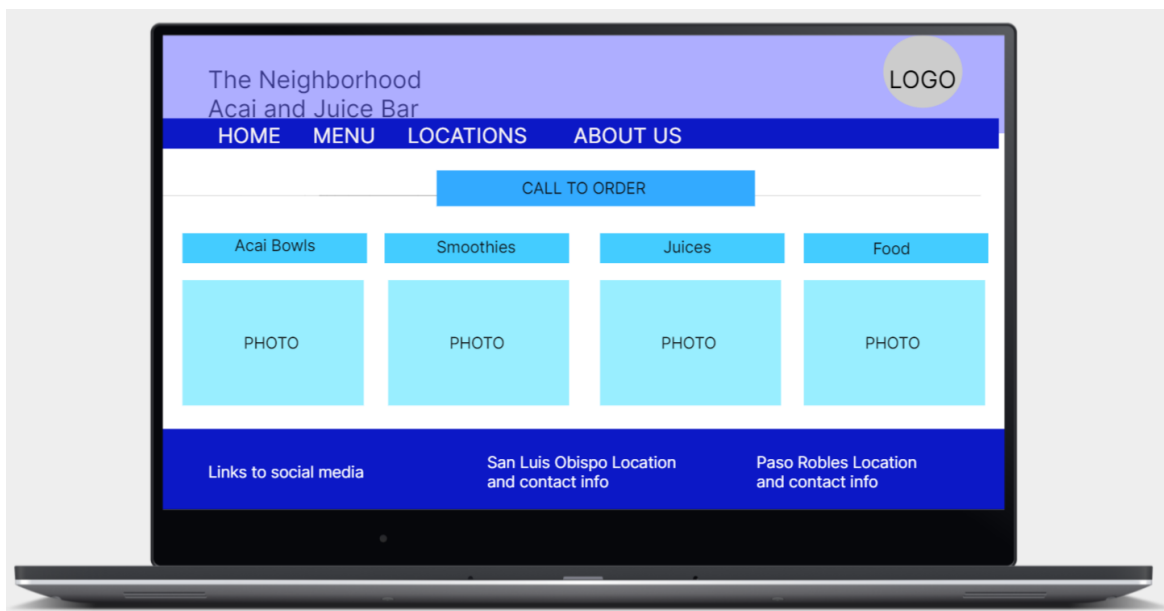 The Neighborhood
Acai and Juice Bar
LOGO
HOME MENU LOCATIONS ABOUT US
CALL TO ORDER
Acai Bowls Smoothies Juices Food
PHOTO PHOTO PHOTO PHOTO
Links to social media
San Luis Obispo Location
and contact info
Paso Robles Location
and contact info